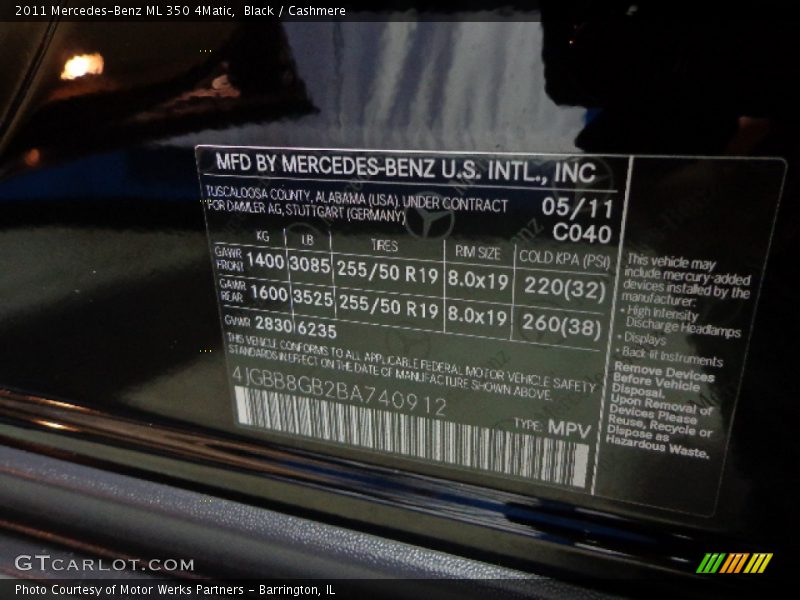 2011 Mercedes-Benz ML 350 4Matic, Black / Cashmere
MFD BY MERCEDES-BENZ U.S. INTL., INC
TUSCALOOSA COUNTY, ALABAMA (USA), UNDER CONTRACT
FOR DAIMLER AG, STUTTGART (GERMANY)
05/11
C040
KG LB TIRES RIM SIZE COLD KPA (PSI)
GAWR FRONT 1400 3085 255/50 R19 8.0x19 220(32)
GAWR REAR 1600 3525 255/50 R19 8.0x19 260(38)
GVWR 2830 6235
THIS VEHICLE CONFORMS TO ALL APPLICABLE FEDERAL MOTOR VEHICLE SAFETY
STANDARDS IN EFFECT ON THE DATE OF MANUFACTURE SHOWN ABOVE.
4JGBB8GB2BA740912
TYPE: MPV
This vehicle may
include mercury-added
devices installed by the
manufacturer:
• High Intensity
Discharge Headlamps
• Displays
• Back lit Instruments
Remove Devices
Before Vehicle
Disposal.
Upon Removal of
Devices Please
Reuse, Recycle or
Dispose as
Hazardous Waste.
GTCARLOT.COM
Photo Courtesy of Motor Werks Partners - Barrington, IL